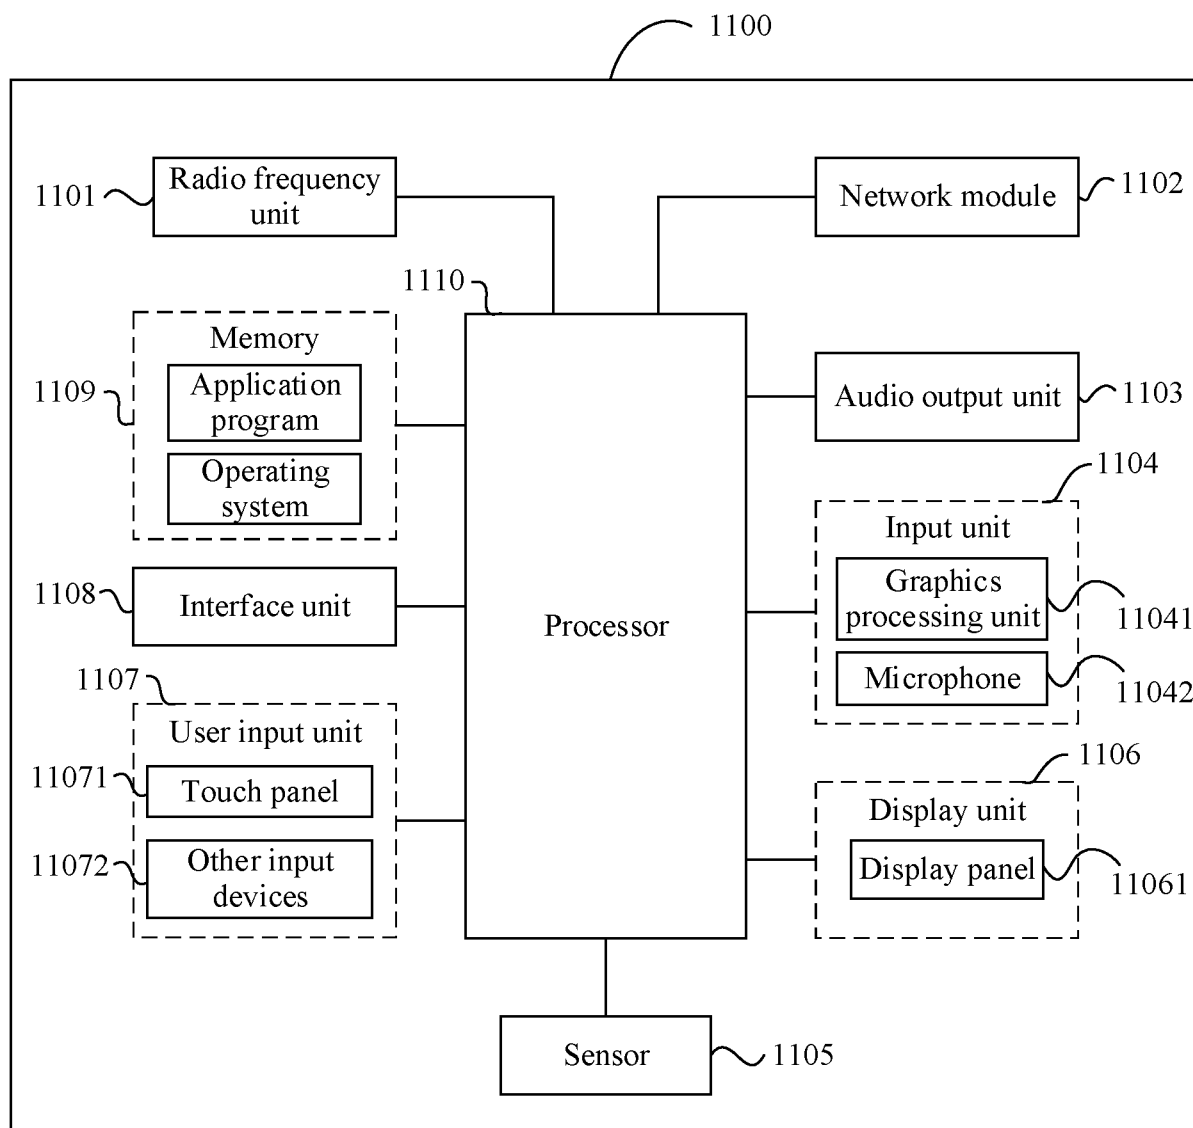 1100
1101
Radio frequency
unit
Network module
1102
1110
Memory
1109
Application
program
Operating
system
Audio output unit
1103
1104
Input unit
Graphics
processing unit
11041
Microphone
11042
1108
Interface unit
Processor
1107
User input unit
11071
Touch panel
11072
Other input
devices
1106
Display unit
Display panel
11061
Sensor
1105